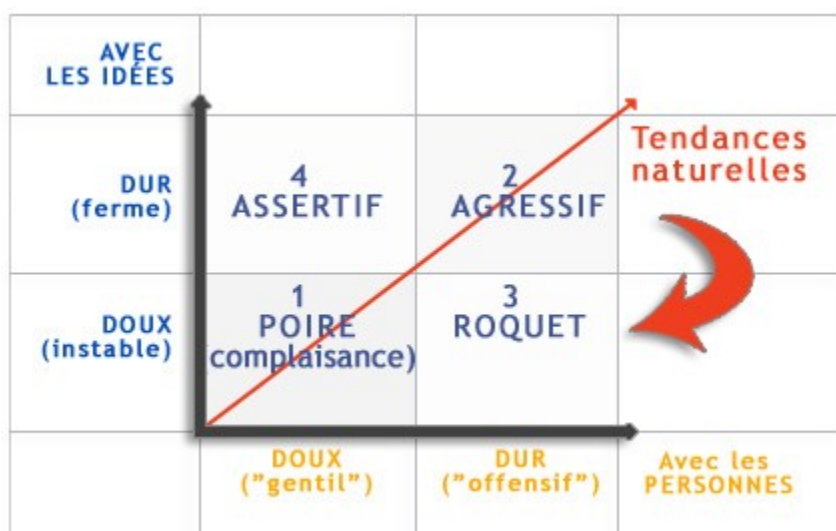 AVEC
LES IDÉES
Tendances
naturelles
DUR
(ferme)
4
ASSERTIF
2
AGRESSIF
DOUX
(instable)
1
POIRE
(complaisance)
3
ROQUET
DOUX
("gentil")
DUR
("offensif")
Avec les
PERSONNES